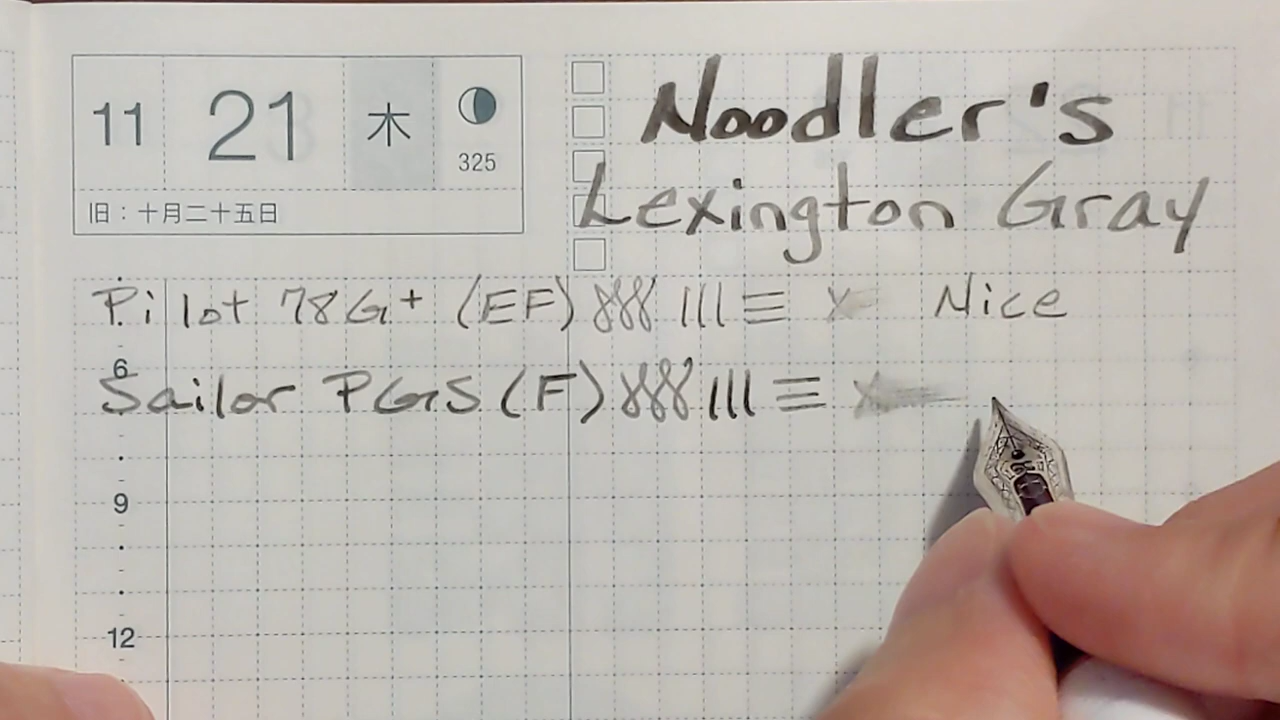 11 21 木
325
旧：十月二十五日
Noodler's
Lexington Gray
Pilot 78G+ (EF) X Nice
6
Sailor PGS (F) X
9
12